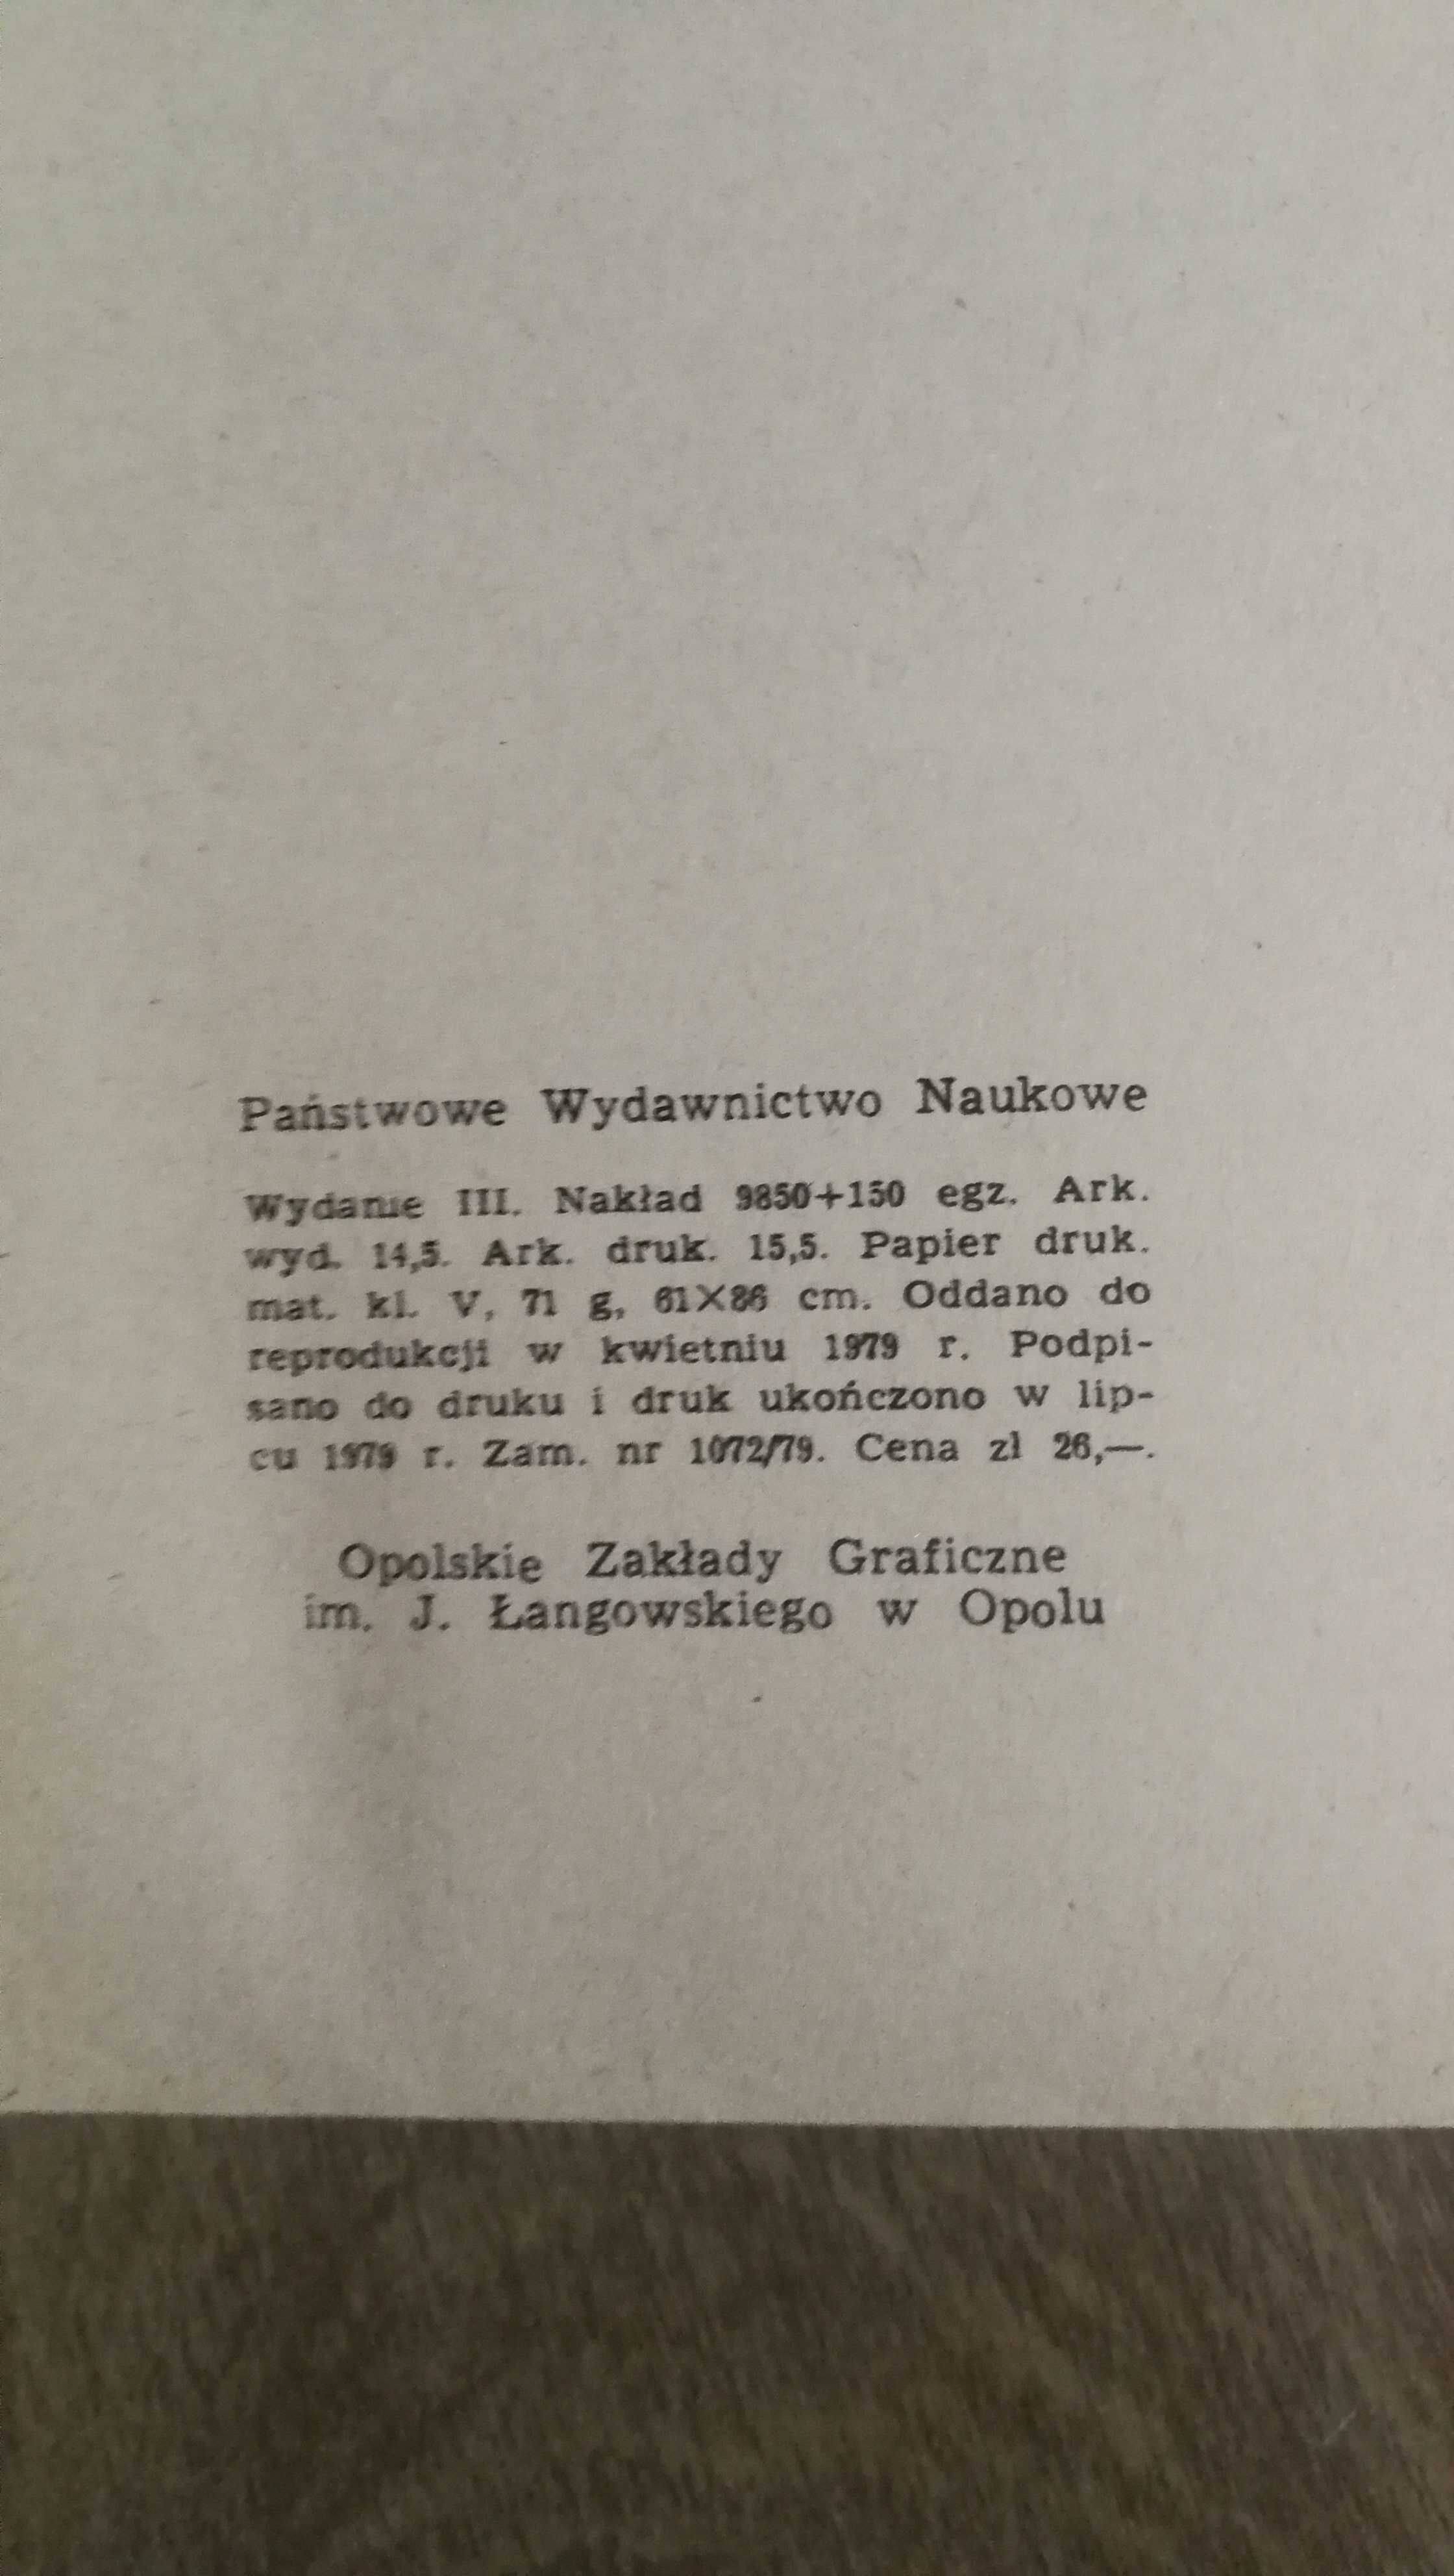 Państwowe Wydawnictwo Naukowe
Wydanie III. Nakład 9850+150 egz. Ark.
wyd. 14,5. Ark. druk. 15,5. Papier druk.
mat. kl. V, 71 g, 61×86 cm. Oddano do
reprodukcji w kwietniu 1979 r. Podpi-
sano do druku i druk ukończono w lip-
cu 1979 r. Zam. nr 1072/79. Cena zł 26,—.
Opolskie Zakłady Graficzne
im. J. Łangowskiego w Opolu